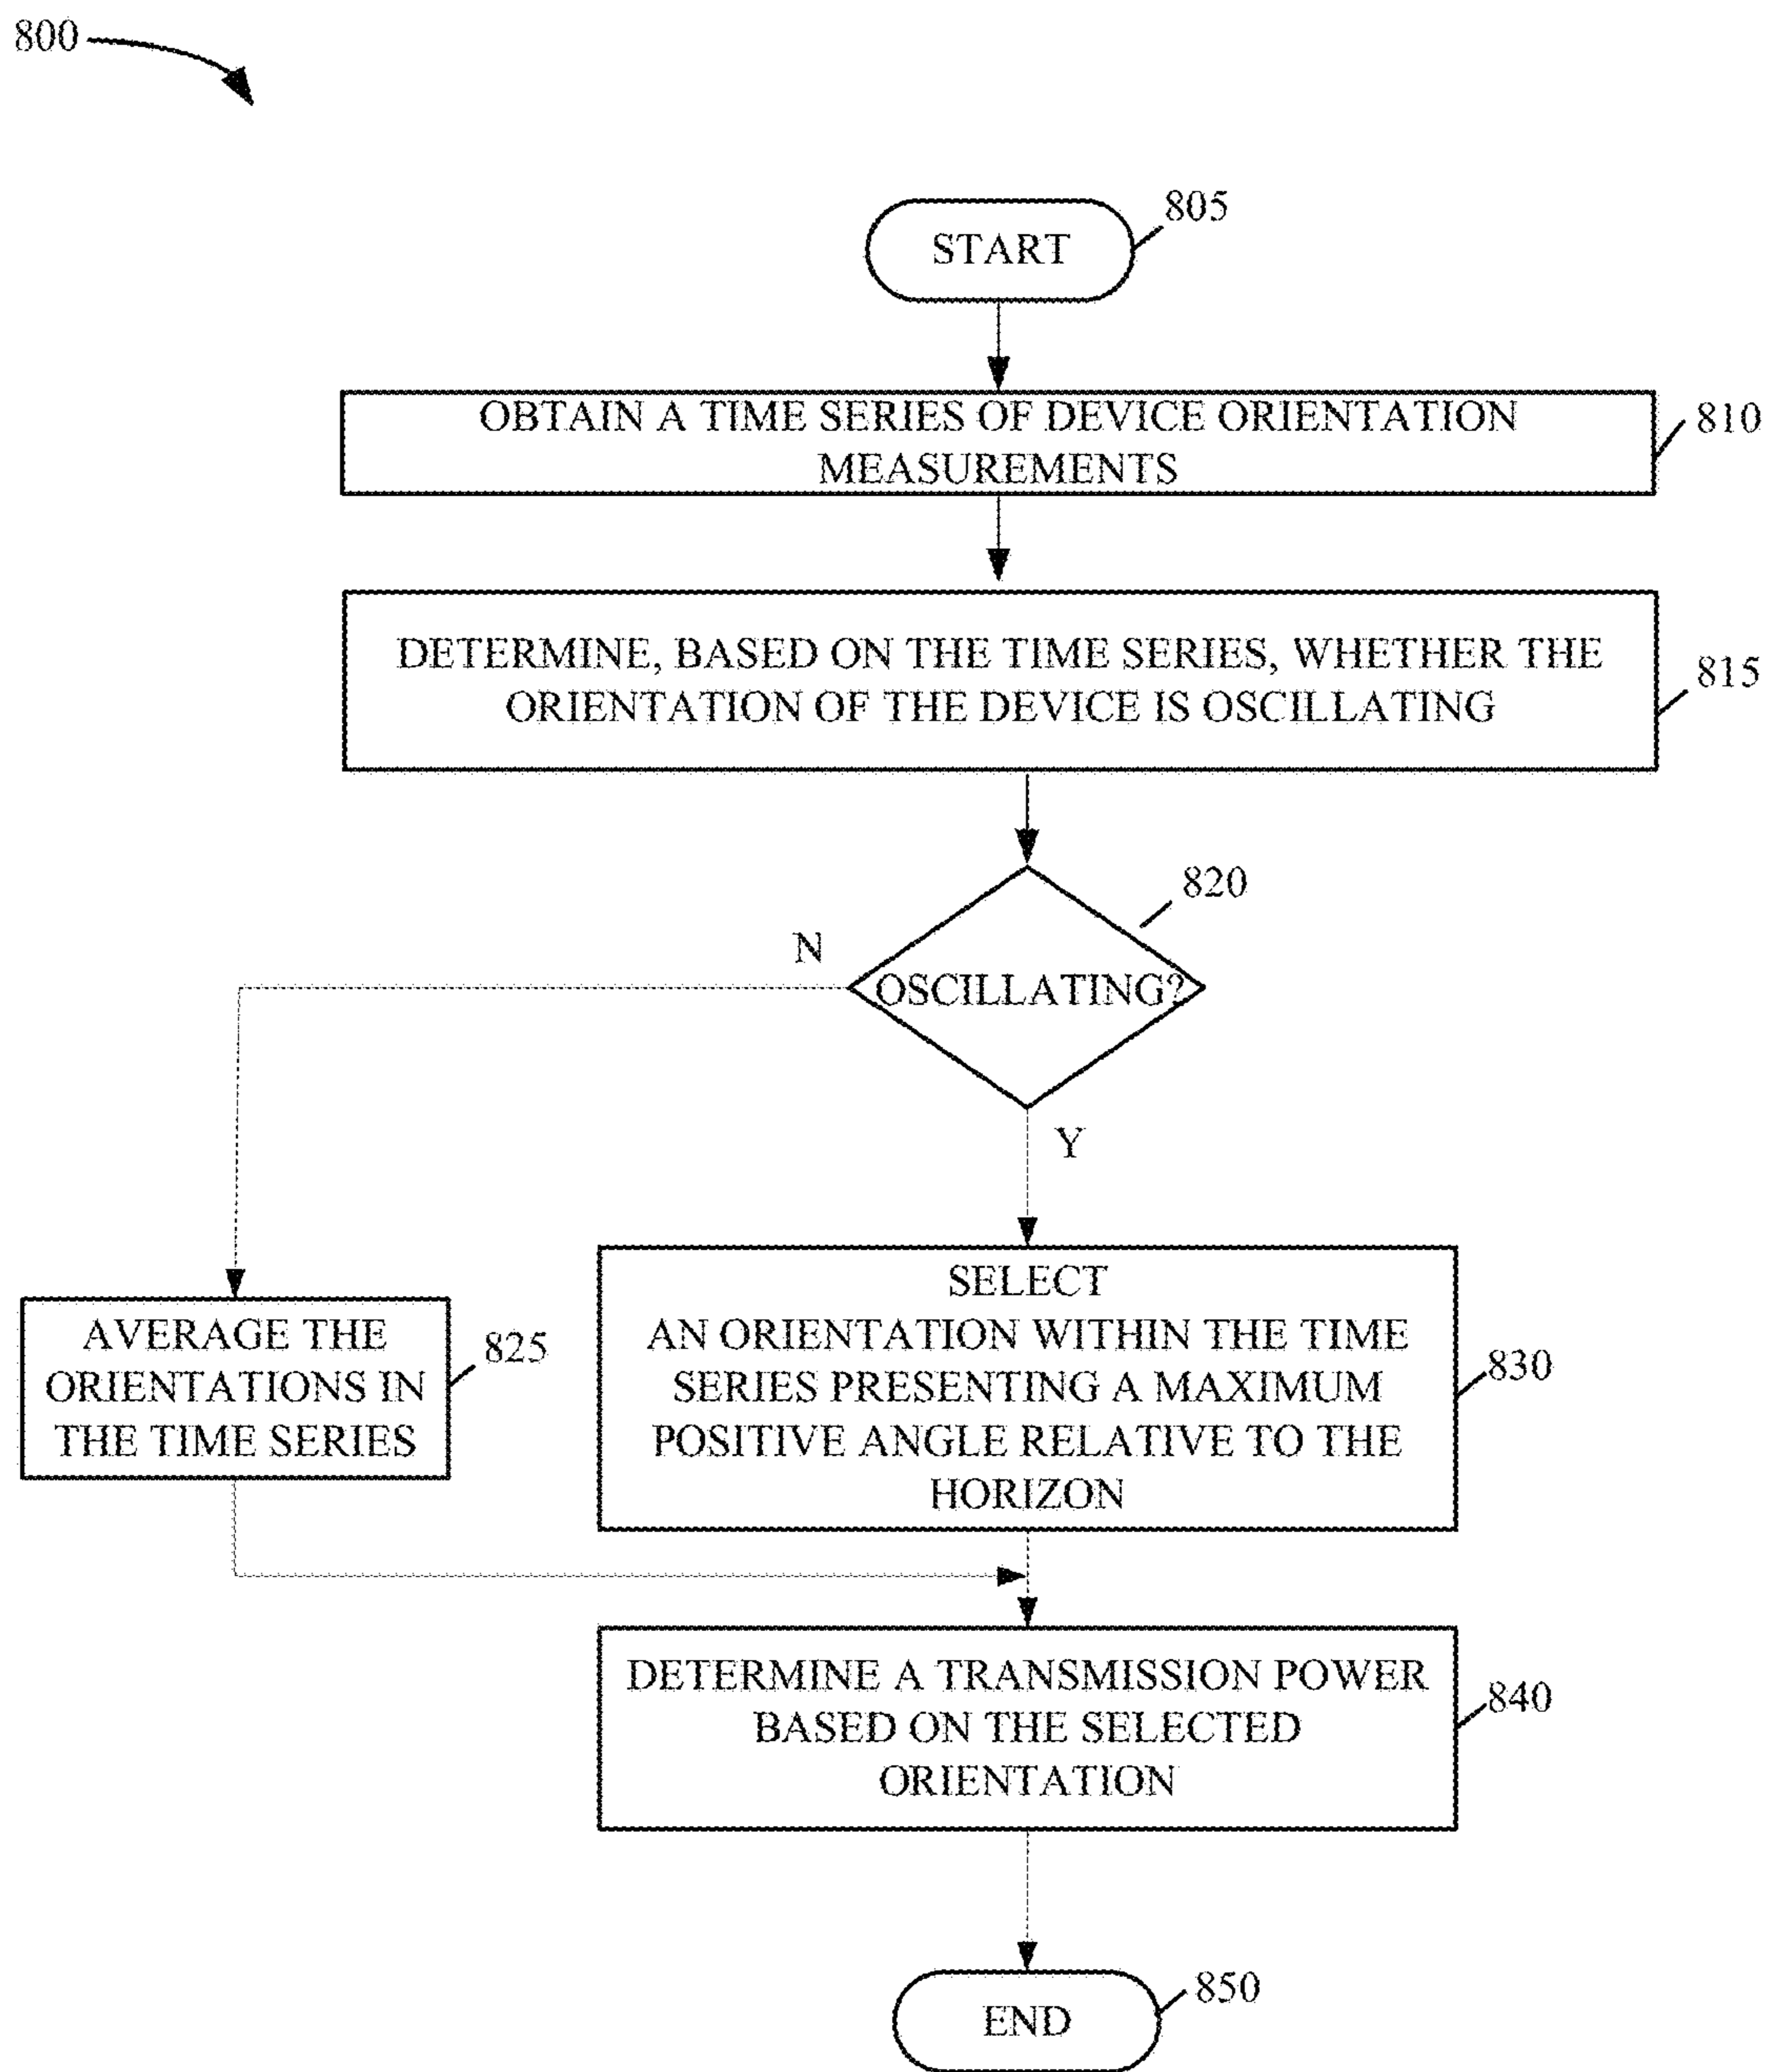 800
805
START
OBTAIN A TIME SERIES OF DEVICE ORIENTATION
MEASUREMENTS
810
DETERMINE, BASED ON THE TIME SERIES, WHETHER THE
ORIENTATION OF THE DEVICE IS OSCILLATING
815
820
N
OSCILLATING?
Y
AVERAGE THE
ORIENTATIONS IN
THE TIME SERIES
825
SELECT
AN ORIENTATION WITHIN THE TIME
SERIES PRESENTING A MAXIMUM
POSITIVE ANGLE RELATIVE TO THE
HORIZON
830
DETERMINE A TRANSMISSION POWER
BASED ON THE SELECTED
ORIENTATION
840
850
END